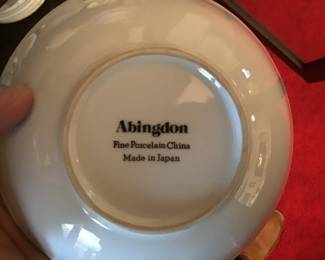 Abingdon
Fine Porcelain China
Made in Japan